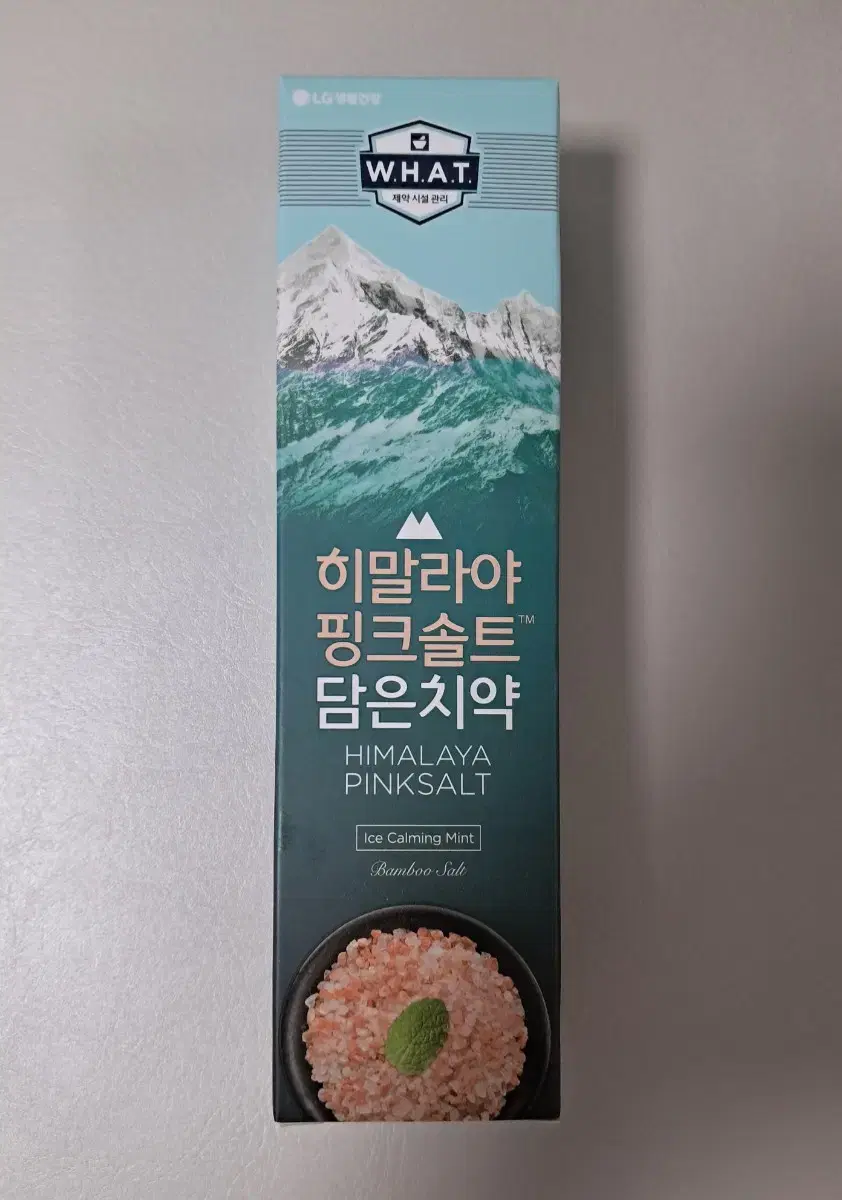 LG생활건강
W.H.A.T.
제약 시설 관리
히말라야
핑크솔트™
담은치약
HIMALAYA
PINKSALT
Ice Calming Mint
Bamboo Salt